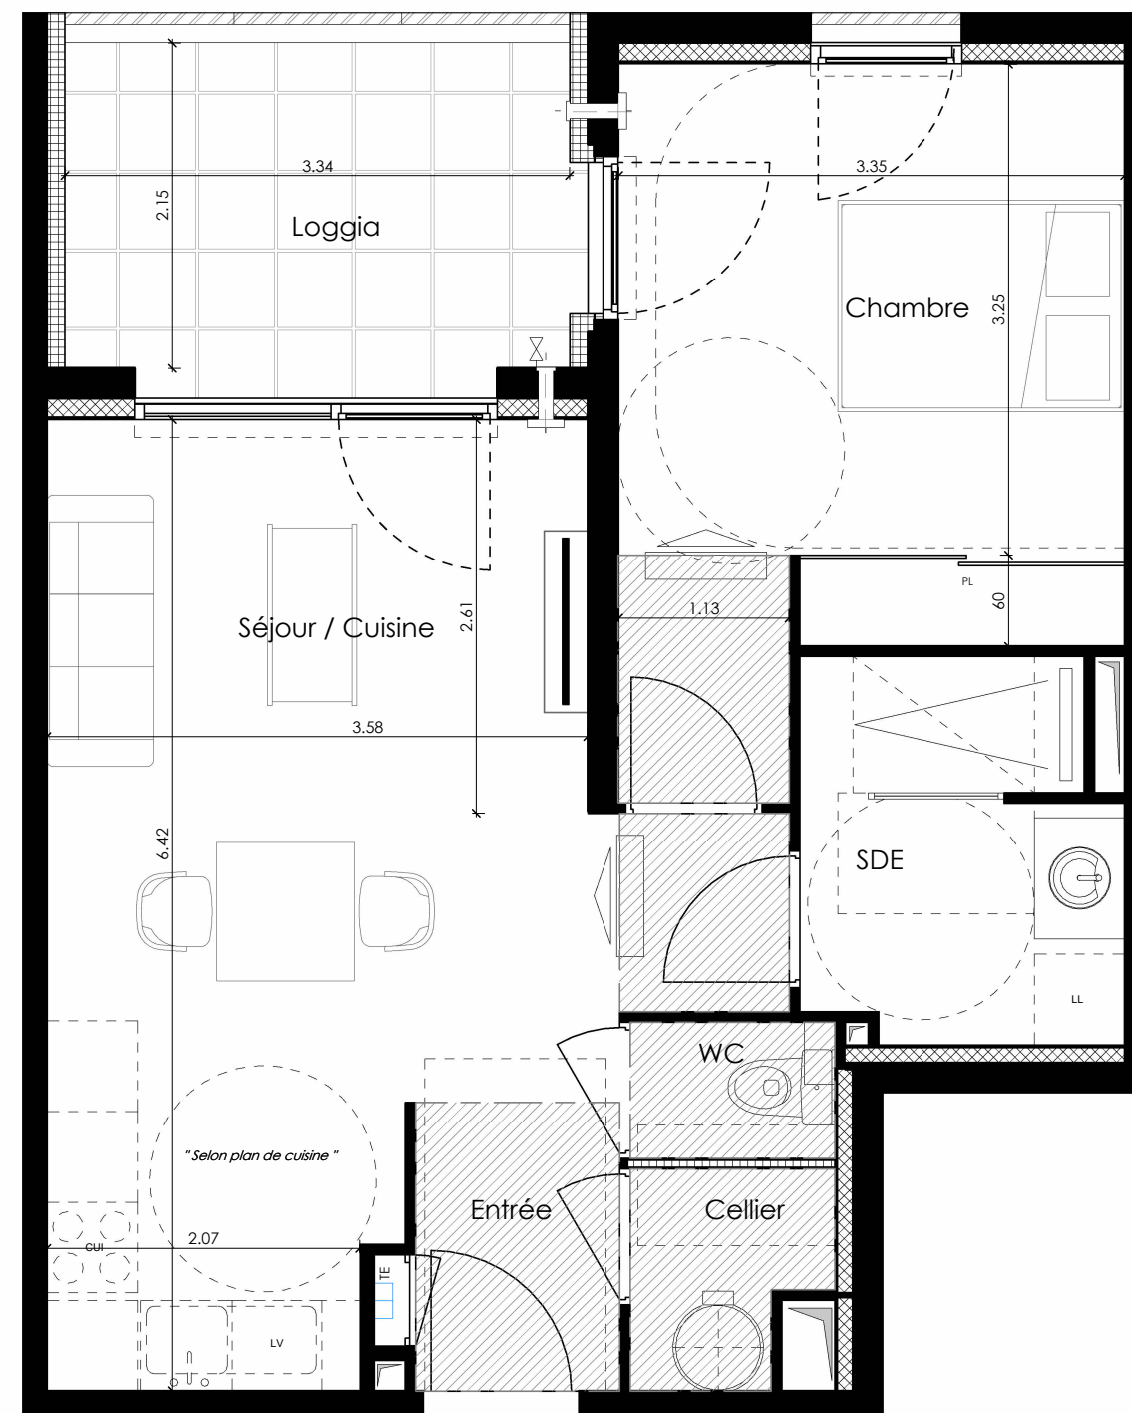 3.34
2.15
Loggia
3.35
Chambre
3.25
PL
60
1.13
2.61
Séjour / Cuisine
3.58
6.42
SDE
LL
WC
" Selon plan de cuisine "
Entrée
Cellier
2.07
CUI
TE
LV